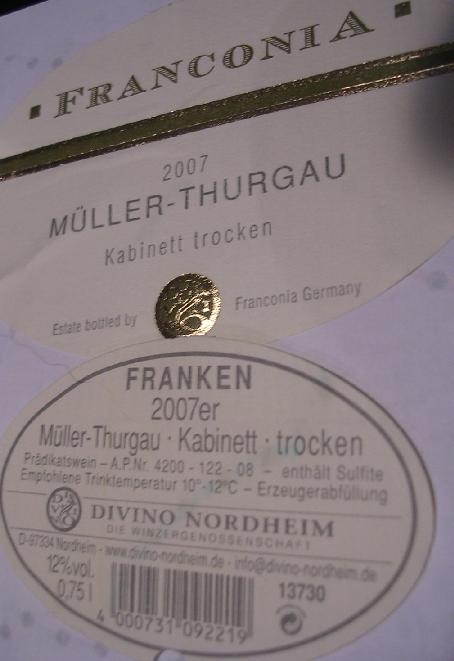 FRANCONIA
2007
MÜLLER-THURGAU
Kabinett trocken
Estate bottled by Franconia Germany
FRANKEN
2007er
Müller-Thurgau · Kabinett · trocken
Prädikatswein – A.P.Nr. 4200 - 122 - 08 – enthält Sulfite
Empfohlene Trinktemperatur 10°-12°C – Erzeugerabfüllung
DIVINO NORDHEIM
DIE WINZERGENOSSENSCHAFT
D-97334 Nordheim - www.divino-nordheim.de - info@divino-nordheim.de
12%vol.
0,75 l
13730
4 000731 092219